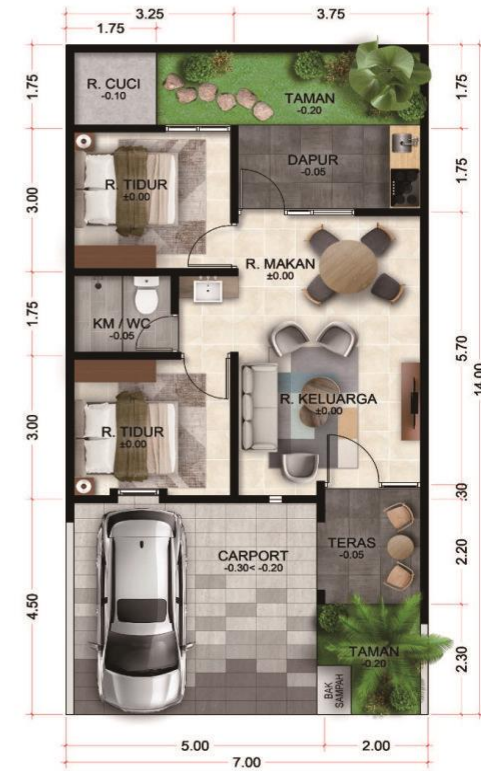 3.25
3.75
1.75
1.75
1.75
R. CUCI
-0.10
TAMAN
-0.20
DAPUR
-0.05
1.75
3.00
R. TIDUR
±0.00
R. MAKAN
±0.00
1.75
KM / WC
-0.05
5.70
14.00
3.00
R. TIDUR
±0.00
R. KELUARGA
±0.00
.30
4.50
CARPORT
-0.30< -0.20
TERAS
-0.05
2.20
TAMAN
-0.20
BAK
SAMPAH
2.30
5.00
2.00
7.00